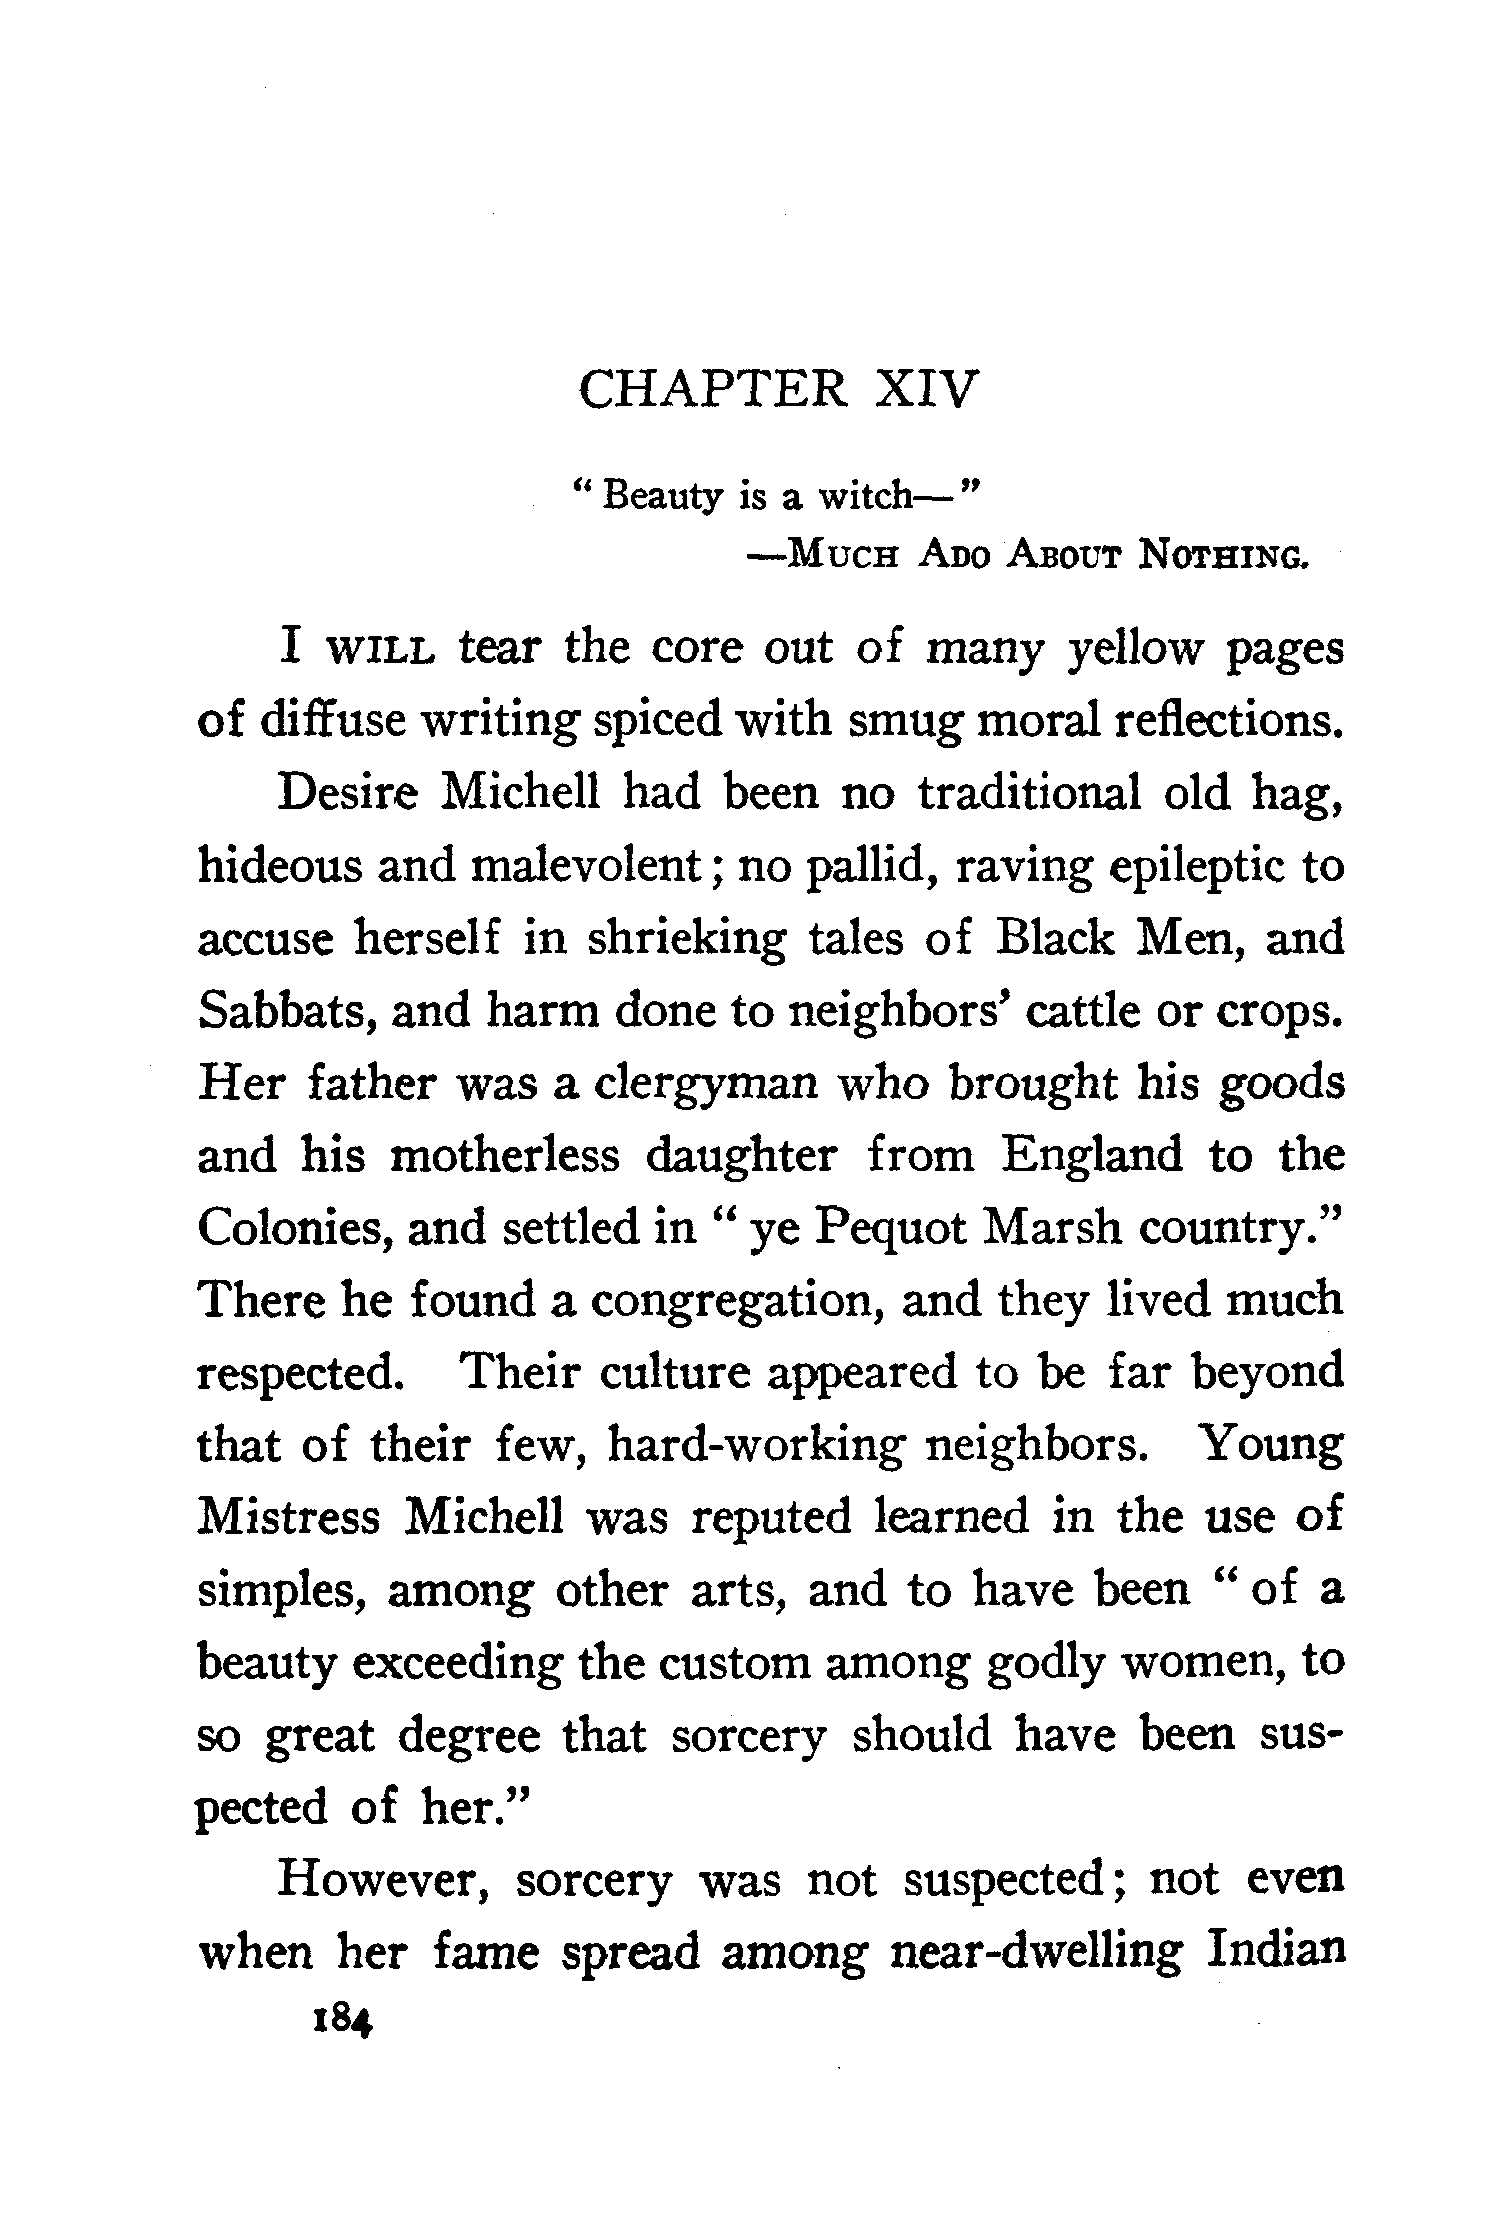 CHAPTER XIV
“ Beauty is a witch—”
—Much Ado About Nothing.
I will tear the core out of many yellow pages
of diffuse writing spiced with smug moral reflections.
Desire Michell had been no traditional old hag,
hideous and malevolent; no pallid, raving epileptic to
accuse herself in shrieking tales of Black Men, and
Sabbats, and harm done to neighbors’ cattle or crops.
Her father was a clergyman who brought his goods
and his motherless daughter from England to the
Colonies, and settled in “ ye Pequot Marsh country.”
There he found a congregation, and they lived much
respected. Their culture appeared to be far beyond
that of their few, hard-working neighbors. Young
Mistress Michell was reputed learned in the use of
simples, among other arts, and to have been “ of a
beauty exceeding the custom among godly women, to
so great degree that sorcery should have been sus-
pected of her.”
However, sorcery was not suspected; not even
when her fame spread among near-dwelling Indian
184